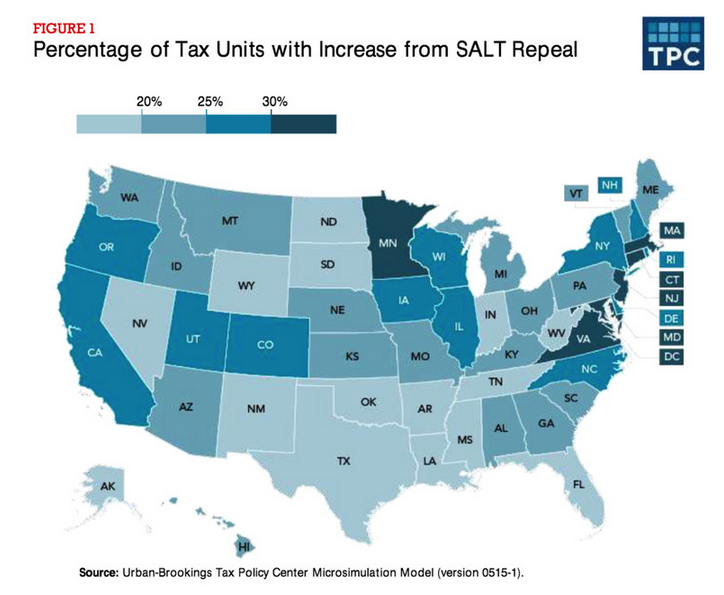 FIGURE 1
Percentage of Tax Units with Increase from SALT Repeal
TPC
20% 25% 30%
WA
MT
ND
MN
VT
NH
ME
OR
ID
SD
WI
NY
MA
WY
MI
RI
NE
IA
PA
CT
NV
UT
CO
IL
IN
OH
NJ
CA
KS
MO
WV
VA
DE
KY
MD
NC
DC
AZ
NM
OK
AR
TN
SC
MS
AL
GA
TX
LA
FL
AK
HI
Source: Urban-Brookings Tax Policy Center Microsimulation Model (version 0515-1).